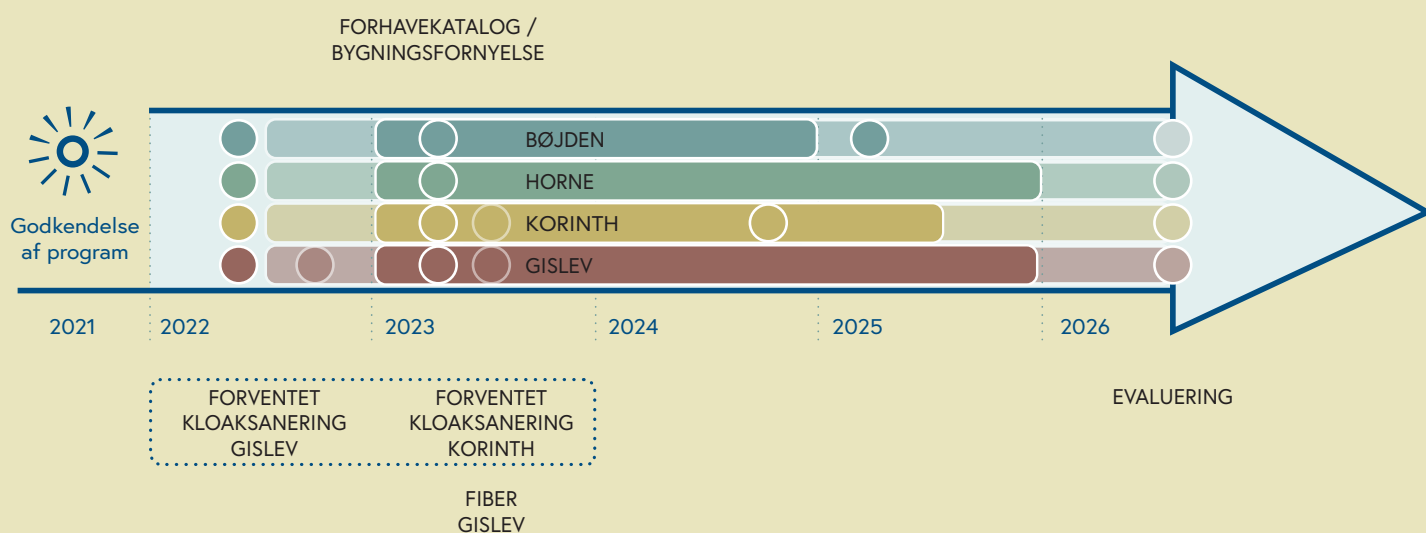 FORHAVEKATALOG /
BYGNINGSFORNYELSE
BØJDEN
HORNE
KORINTH
GISLEV
Godkendelse
af program
2021
2022
2023
2024
2025
2026
FORVENTET
KLOAKSANERING
GISLEV
FORVENTET
KLOAKSANERING
KORINTH
EVALUERING
FIBER
GISLEV